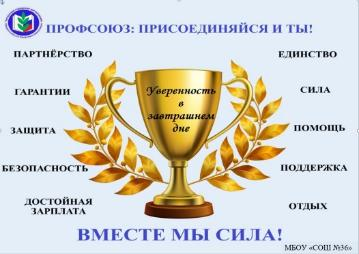 ПРОФСОЮЗ: ПРИСОЕДИНЯЙСЯ И ТЫ!
ПАРТНЁРСТВО
ГАРАНТИИ
ЗАЩИТА
БЕЗОПАСНОСТЬ
ДОСТОЙНАЯ
ЗАРПЛАТА
Уверенность
в
завтрашнем
дне
ЕДИНСТВО
СИЛА
ПОМОЩЬ
ПОДДЕРЖКА
ОТДЫХ
ВМЕСТЕ МЫ СИЛА!
МБОУ «СОШ №36»